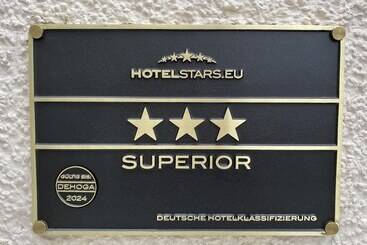 HOTELSTARS.EU
SUPERIOR
GÜLTIG BIS:
DEHOGA
2024
DEUTSCHE HOTELKLASSIFIZIERUNG